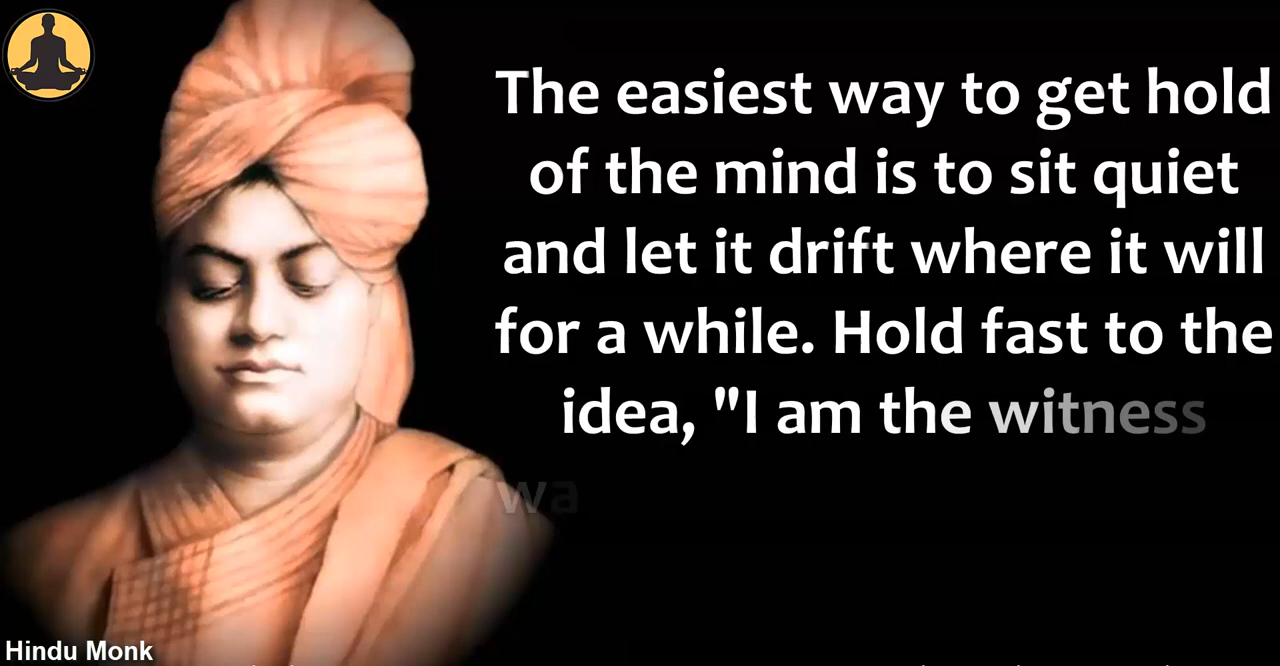 The easiest way to get hold
of the mind is to sit quiet
and let it drift where it will
for a while. Hold fast to the
idea, "I am the witness
wa
Hindu Monk